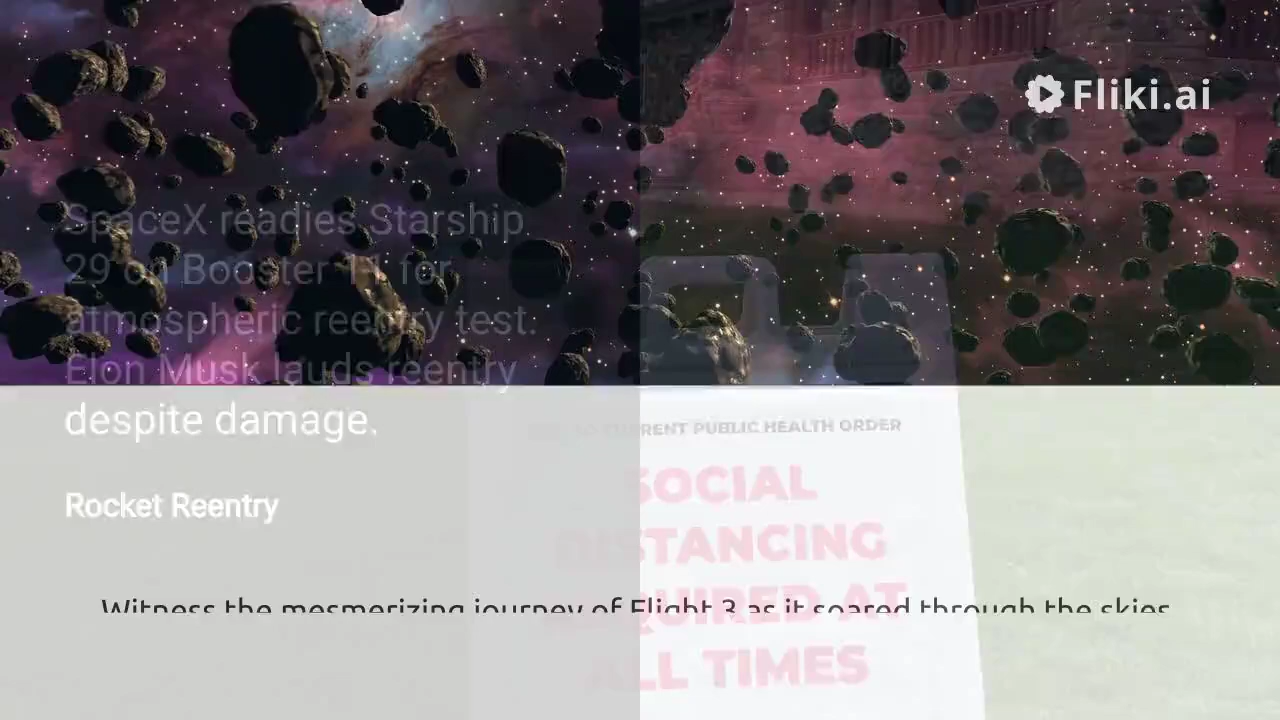 Fliki.ai
SpaceX readies Starship
29 on Booster 11 for
atmospheric reentry test.
Elon Musk lauds reentry
despite damage.
CURRENT PUBLIC HEALTH ORDER
Rocket Reentry
SOCIAL
DISTANCING
REQUIRED AT
ALL TIMES
Witness the mesmerizing journey of Flight 3 as it soared through the skies